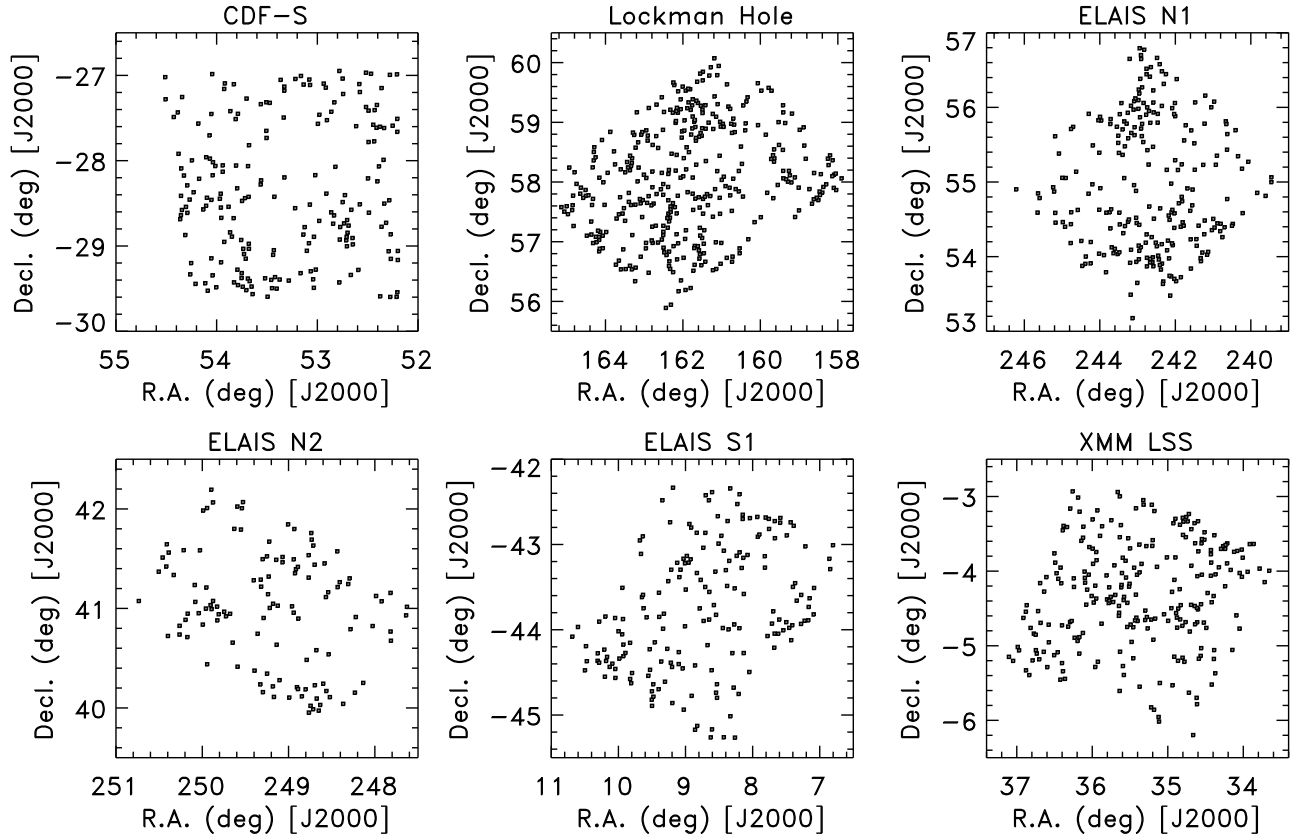 CDF-S
Lockman Hole
ELAIS N1
Decl. (deg) [J2000]
-27
-28
-29
-30
55 54 53 52
R.A. (deg) [J2000]
Decl. (deg) [J2000]
60
59
58
57
56
164 162 160 158
R.A. (deg) [J2000]
Decl. (deg) [J2000]
57
56
55
54
53
246 244 242 240
R.A. (deg) [J2000]
ELAIS N2
ELAIS S1
XMM LSS
Decl. (deg) [J2000]
42
41
40
251 250 249 248
R.A. (deg) [J2000]
Decl. (deg) [J2000]
-42
-43
-44
-45
11 10 9 8 7
R.A. (deg) [J2000]
Decl. (deg) [J2000]
-3
-4
-5
-6
37 36 35 34
R.A. (deg) [J2000]